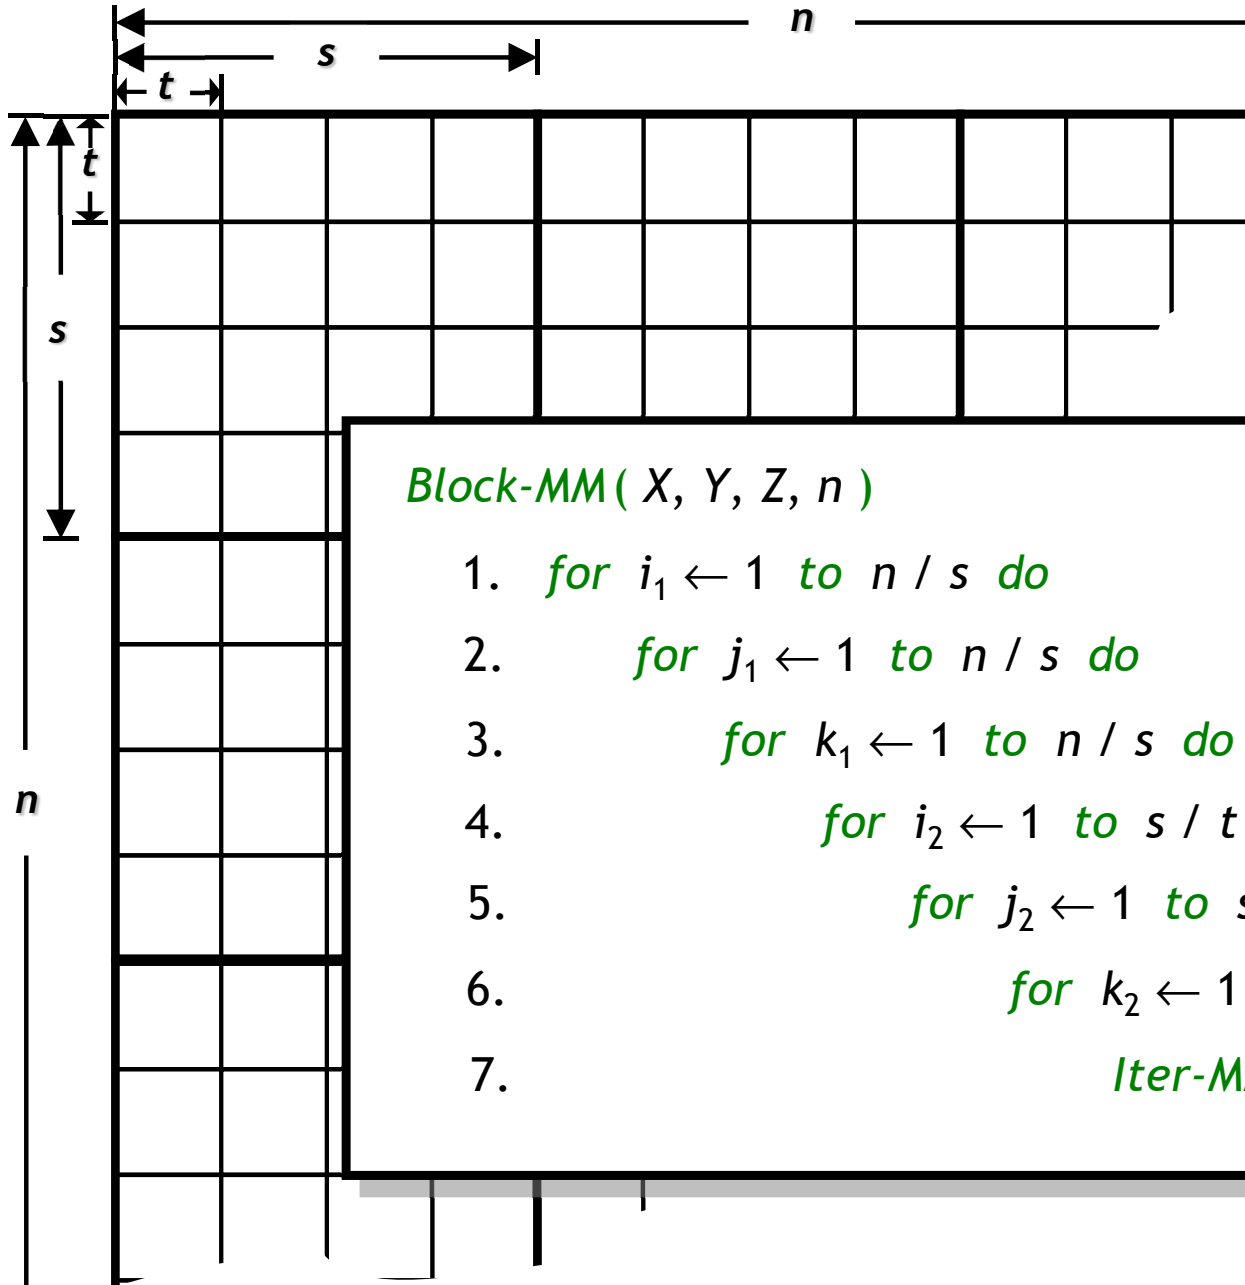 n
s
t
t
s
n
Block-MM ( X, Y, Z, n )
1. for i₁ ← 1 to n / s do
2. for j₁ ← 1 to n / s do
3. for k₁ ← 1 to n / s do
4. for i₂ ← 1 to s / t
5. for j₂ ← 1 to s
6. for k₂ ← 1
7. Iter-M